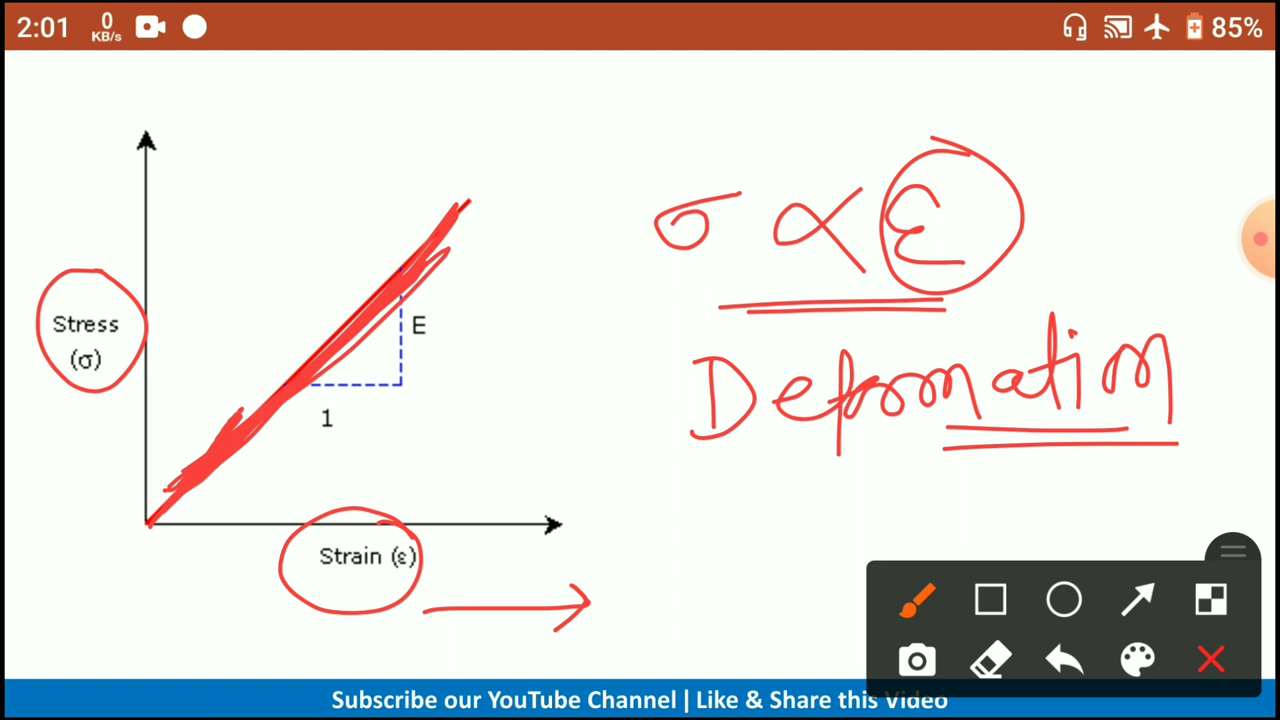 2:01 0 KB/s 85%
Stress
(σ)
E
1
Strain (ε)
σ ∝ ε
Deformation
Subscribe our YouTube Channel | Like & Share this Video